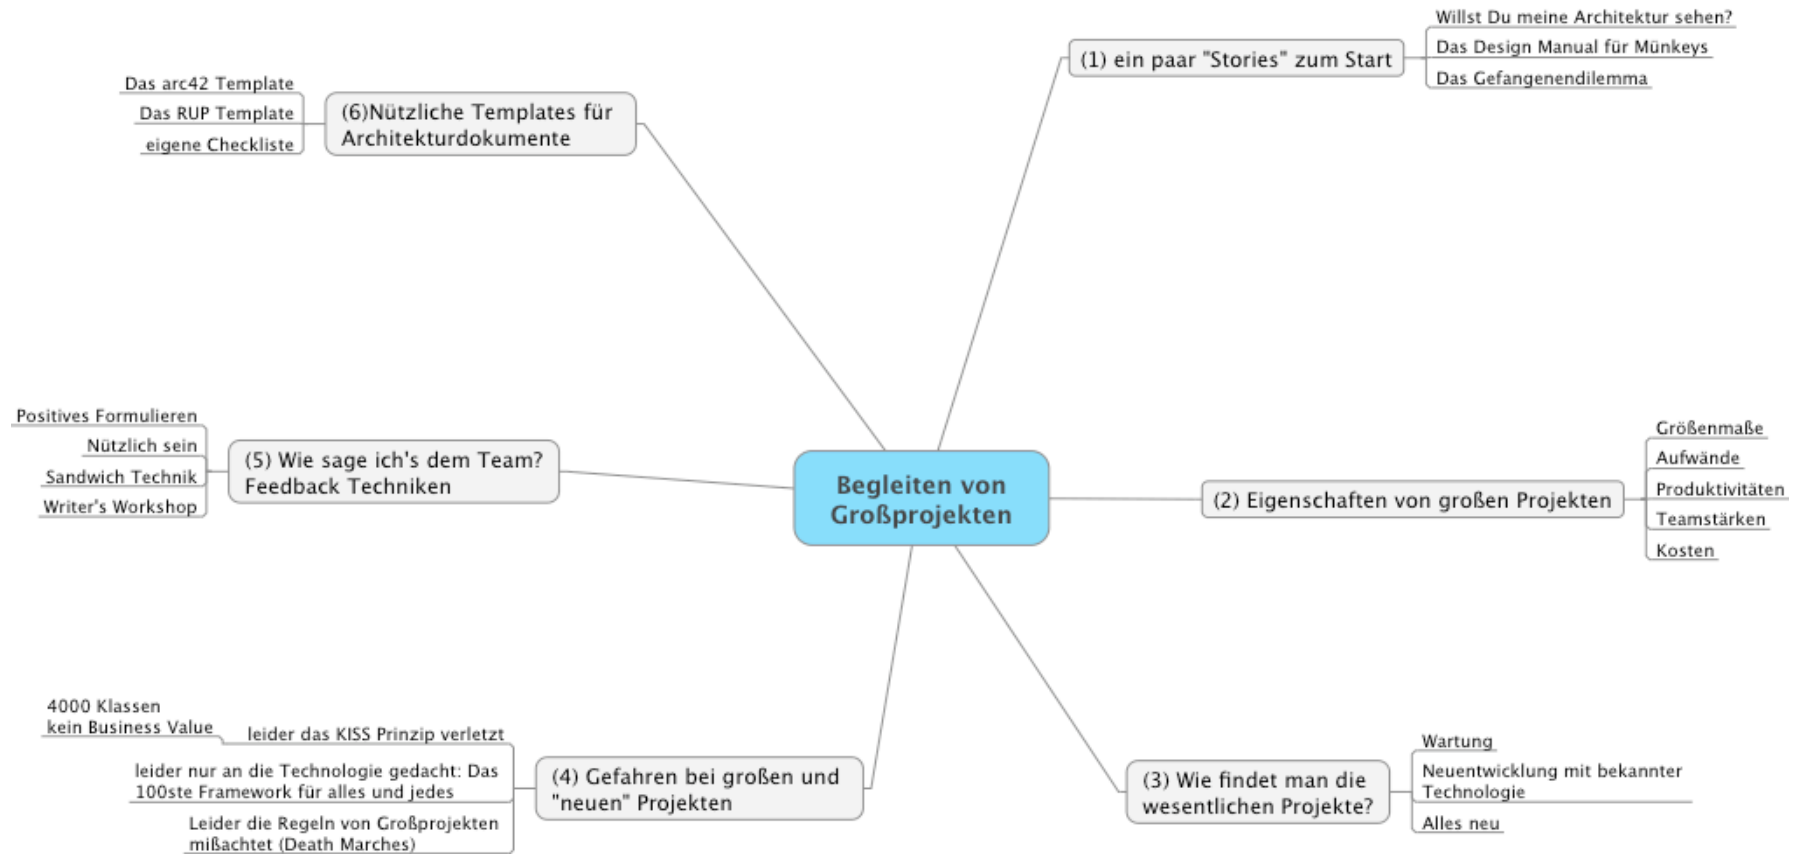 Begleiten von
Großprojekten
(1) ein paar "Stories" zum Start
Willst Du meine Architektur sehen?
Das Design Manual für Münkeys
Das Gefangenendilemma
(2) Eigenschaften von großen Projekten
Größenmaße
Aufwände
Produktivitäten
Teamstärken
Kosten
(3) Wie findet man die
wesentlichen Projekte?
Wartung
Neuentwicklung mit bekannter
Technologie
Alles neu
(4) Gefahren bei großen und
"neuen" Projekten
leider das KISS Prinzip verletzt
4000 Klassen
kein Business Value
leider nur an die Technologie gedacht: Das
100ste Framework für alles und jedes
Leider die Regeln von Großprojekten
mißachtet (Death Marches)
(5) Wie sage ich's dem Team?
Feedback Techniken
Positives Formulieren
Nützlich sein
Sandwich Technik
Writer's Workshop
(6)Nützliche Templates für
Architekturdokumente
Das arc42 Template
Das RUP Template
eigene Checkliste